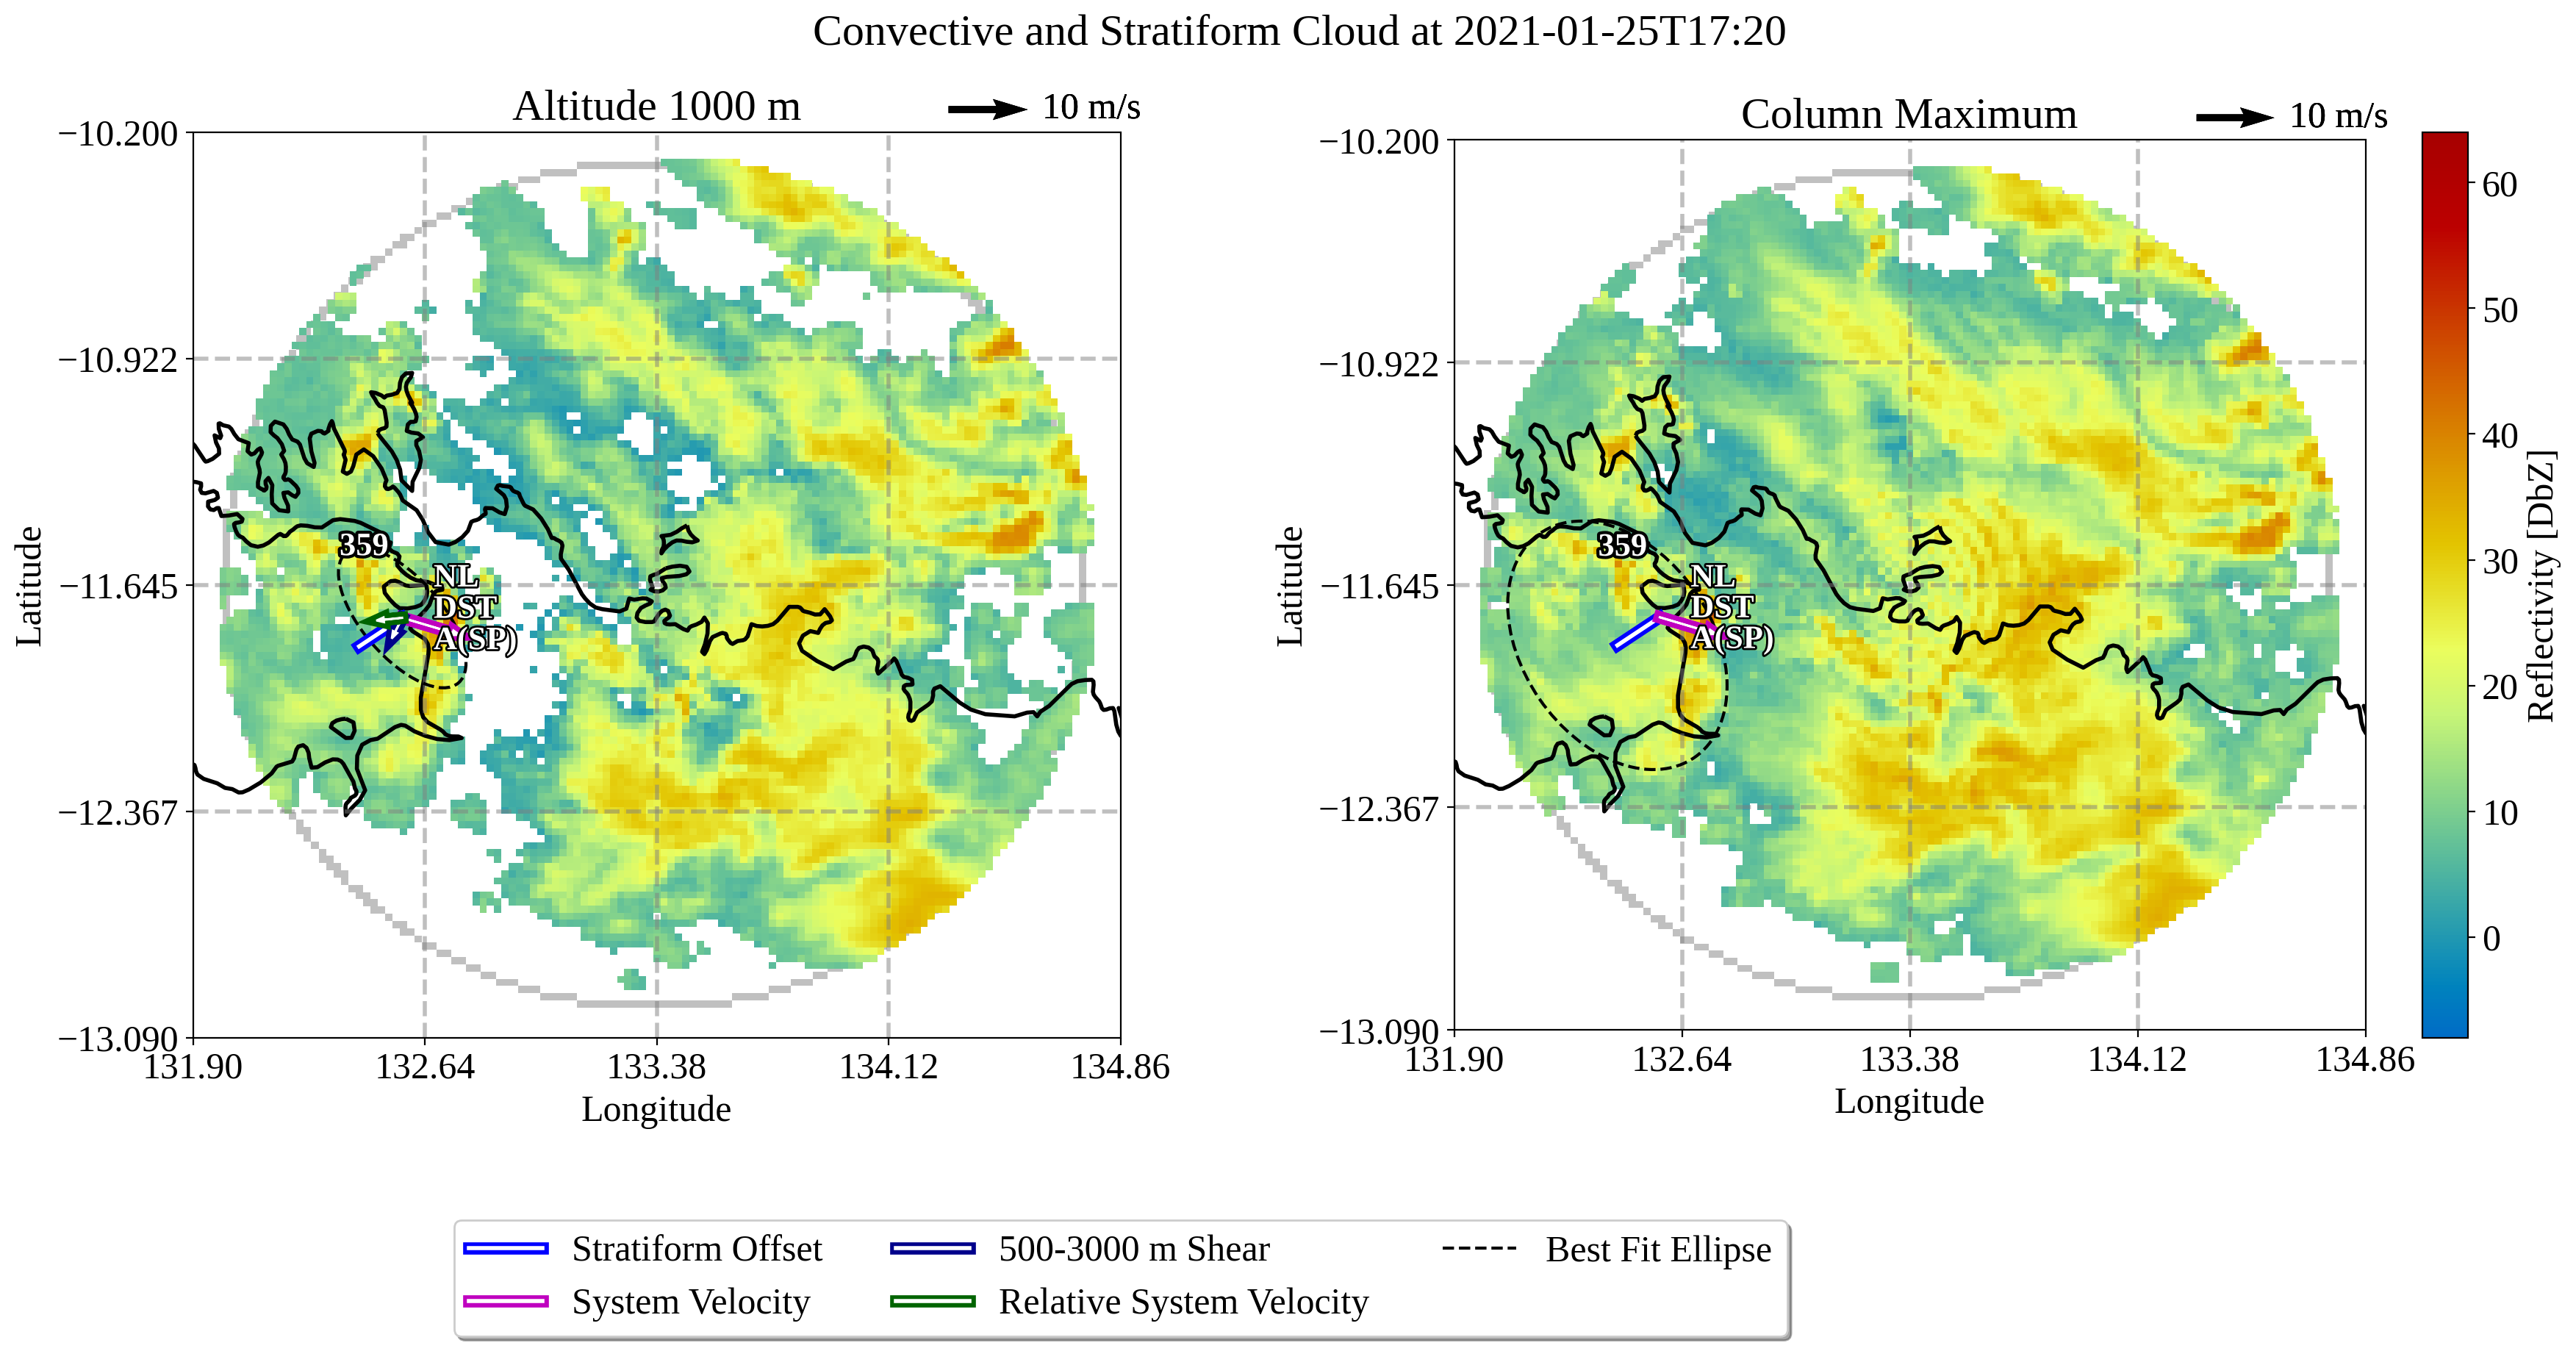 Convective and Stratiform Cloud at 2021-01-25T17:20
Altitude 1000 m
10 m/s
−10.200
−10.922
−11.645
−12.367
−13.090
Latitude
131.90
132.64
133.38
134.12
134.86
Longitude
359
NL
DST
A(SP)
Column Maximum
10 m/s
−10.200
−10.922
−11.645
−12.367
−13.090
Latitude
131.90
132.64
133.38
134.12
134.86
Longitude
359
NL
DST
A(SP)
60
50
40
30
20
10
0
Reflectivity [DbZ]
Stratiform Offset
System Velocity
500-3000 m Shear
Relative System Velocity
Best Fit Ellipse